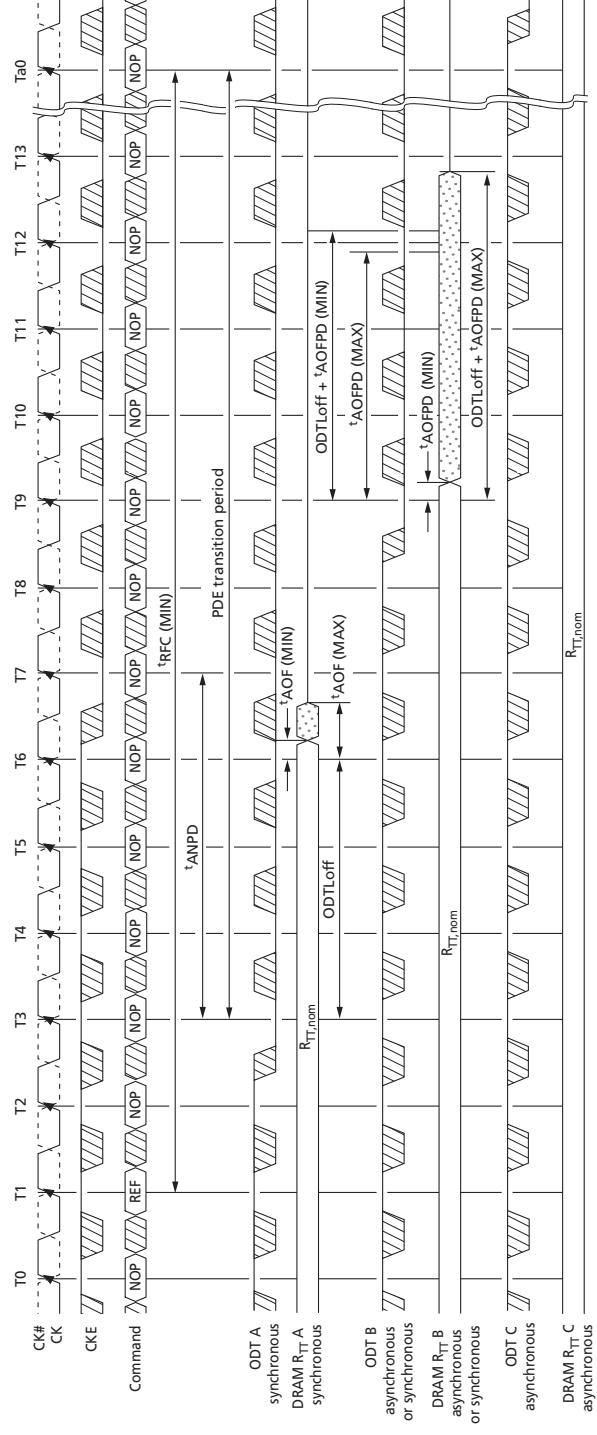 T0 T1 T2 T3 T4 T5 T6 T7 T8 T9 T10 T11 T12 T13 Ta0
CK#
CK
CKE
Command
NOP REF NOP NOP NOP NOP NOP NOP NOP NOP NOP NOP NOP NOP NOP
tRFC (MIN)
tANPD
PDE transition period
ODT A
synchronous
tAOF (MIN)
DRAM RTT A
synchronous
RTT,nom
ODTLoff
tAOF (MAX)
ODTLoff + tAOFPD (MIN)
tAOFPD (MAX)
ODT B
asynchronous
or synchronous
tAOFPD (MIN)
DRAM RTT B
asynchronous
or synchronous
RTT,nom
ODTLoff + tAOFPD (MAX)
ODT C
asynchronous
DRAM RTT C
asynchronous
RTT,nom